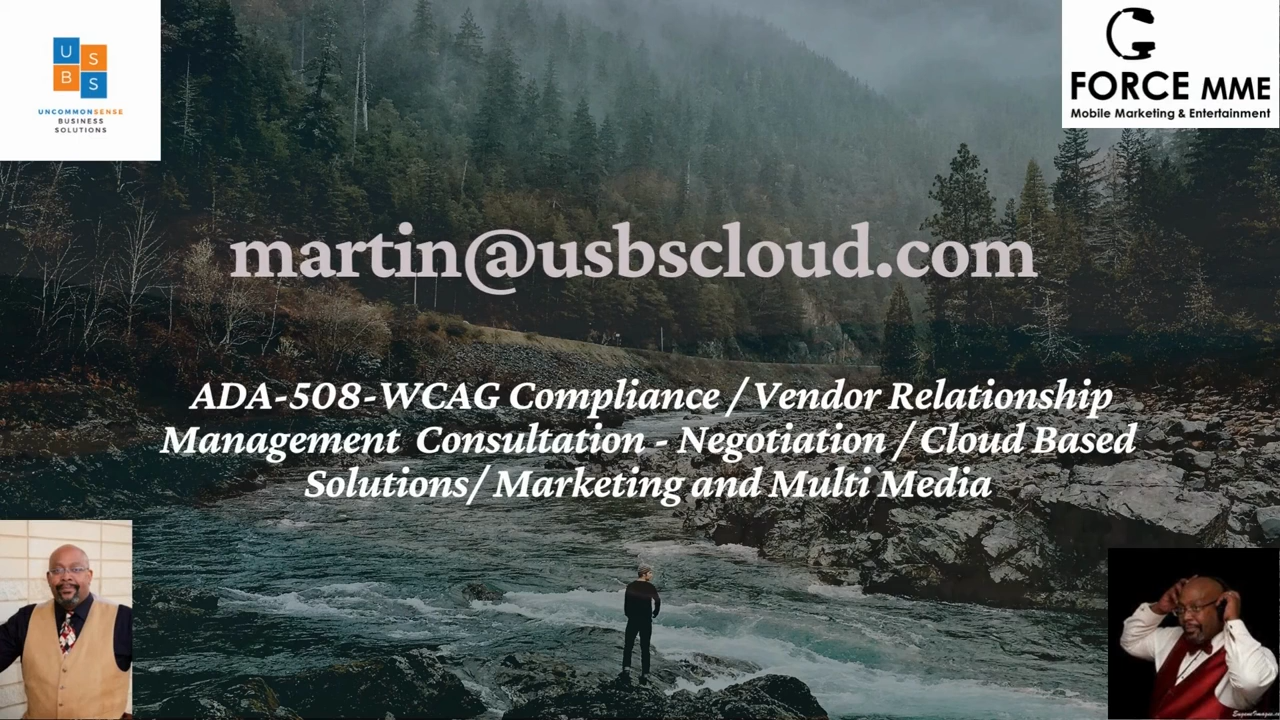 U S
B S
UNCOMMONSENSE
BUSINESS
SOLUTIONS
G
FORCE MME
Mobile Marketing & Entertainment
martin@usbscloud.com
ADA-508-WCAG Compliance / Vendor Relationship
Management Consultation - Negotiation / Cloud Based
Solutions/ Marketing and Multi Media